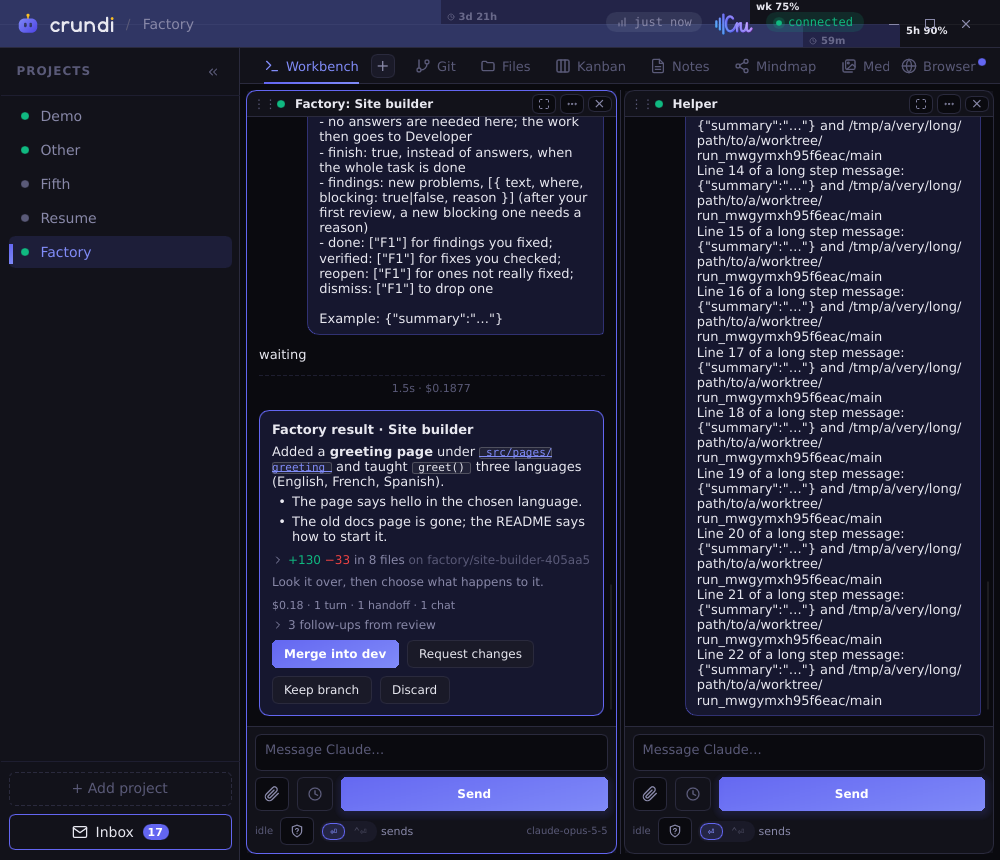 crundi / Factory
3d 21h
just now
wk 75%
connected
59m
5h 90%
PROJECTS «
Demo
Other
Fifth
Resume
Factory
+ Add project
Inbox 17
Workbench
+
Git
Files
Kanban
Notes
Mindmap
Med
Browser
Factory: Site builder
- no answers are needed here; the work
then goes to Developer
- finish: true, instead of answers, when
the whole task is done
- findings: new problems, [{ text, where,
blocking: true|false, reason }] (after your
first review, a new blocking one needs a
reason)
- done: ["F1"] for findings you fixed;
verified: ["F1"] for fixes you checked;
reopen: ["F1"] for ones not really fixed;
dismiss: ["F1"] to drop one
Example: {"summary":"…"}
waiting
1.5s · $0.1877
Factory result · Site builder
Added a greeting page under src/pages/
greeting and taught greet() three languages
(English, French, Spanish).
• The page says hello in the chosen language.
• The old docs page is gone; the README says
how to start it.
+130 −33 in 8 files on factory/site-builder-405aa5
Look it over, then choose what happens to it.
$0.18 · 1 turn · 1 handoff · 1 chat
3 follow-ups from review
Merge into dev
Request changes
Keep branch
Discard
Message Claude…
Send
idle
sends
claude-opus-5-5
Helper
{"summary":"…"} and /tmp/a/very/long/
path/to/a/worktree/
run_mwgymxh95f6eac/main
Line 14 of a long step message:
{"summary":"…"} and /tmp/a/very/long/
path/to/a/worktree/
run_mwgymxh95f6eac/main
Line 15 of a long step message:
{"summary":"…"} and /tmp/a/very/long/
path/to/a/worktree/
run_mwgymxh95f6eac/main
Line 16 of a long step message:
{"summary":"…"} and /tmp/a/very/long/
path/to/a/worktree/
run_mwgymxh95f6eac/main
Line 17 of a long step message:
{"summary":"…"} and /tmp/a/very/long/
path/to/a/worktree/
run_mwgymxh95f6eac/main
Line 18 of a long step message:
{"summary":"…"} and /tmp/a/very/long/
path/to/a/worktree/
run_mwgymxh95f6eac/main
Line 19 of a long step message:
{"summary":"…"} and /tmp/a/very/long/
path/to/a/worktree/
run_mwgymxh95f6eac/main
Line 20 of a long step message:
{"summary":"…"} and /tmp/a/very/long/
path/to/a/worktree/
run_mwgymxh95f6eac/main
Line 21 of a long step message:
{"summary":"…"} and /tmp/a/very/long/
path/to/a/worktree/
run_mwgymxh95f6eac/main
Line 22 of a long step message:
{"summary":"…"} and /tmp/a/very/long/
path/to/a/worktree/
run_mwgymxh95f6eac/main
Message Claude…
Send
idle
sends